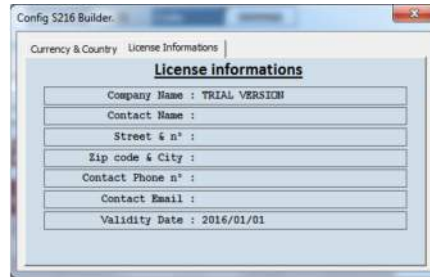 Config S216 Builder.
Currency & Country License Informations
License informations
Company Name : TRIAL VERSION
Contact Name :
Street & n° :
Zip code & City :
Contact Phone n° :
Contact Email :
Validity Date : 2016/01/01